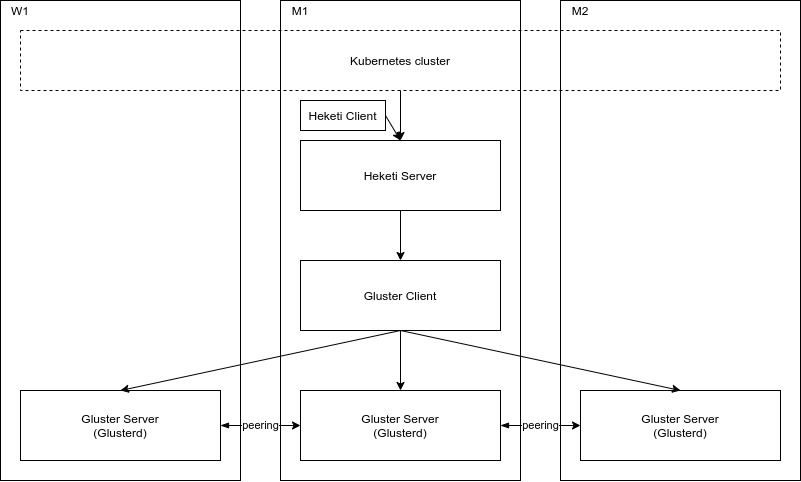 W1
M1
M2
Kubernetes cluster
Heketi Client
Heketi Server
Gluster Client
Gluster Server
(Glusterd)
peering
Gluster Server
(Glusterd)
peering
Gluster Server
(Glusterd)